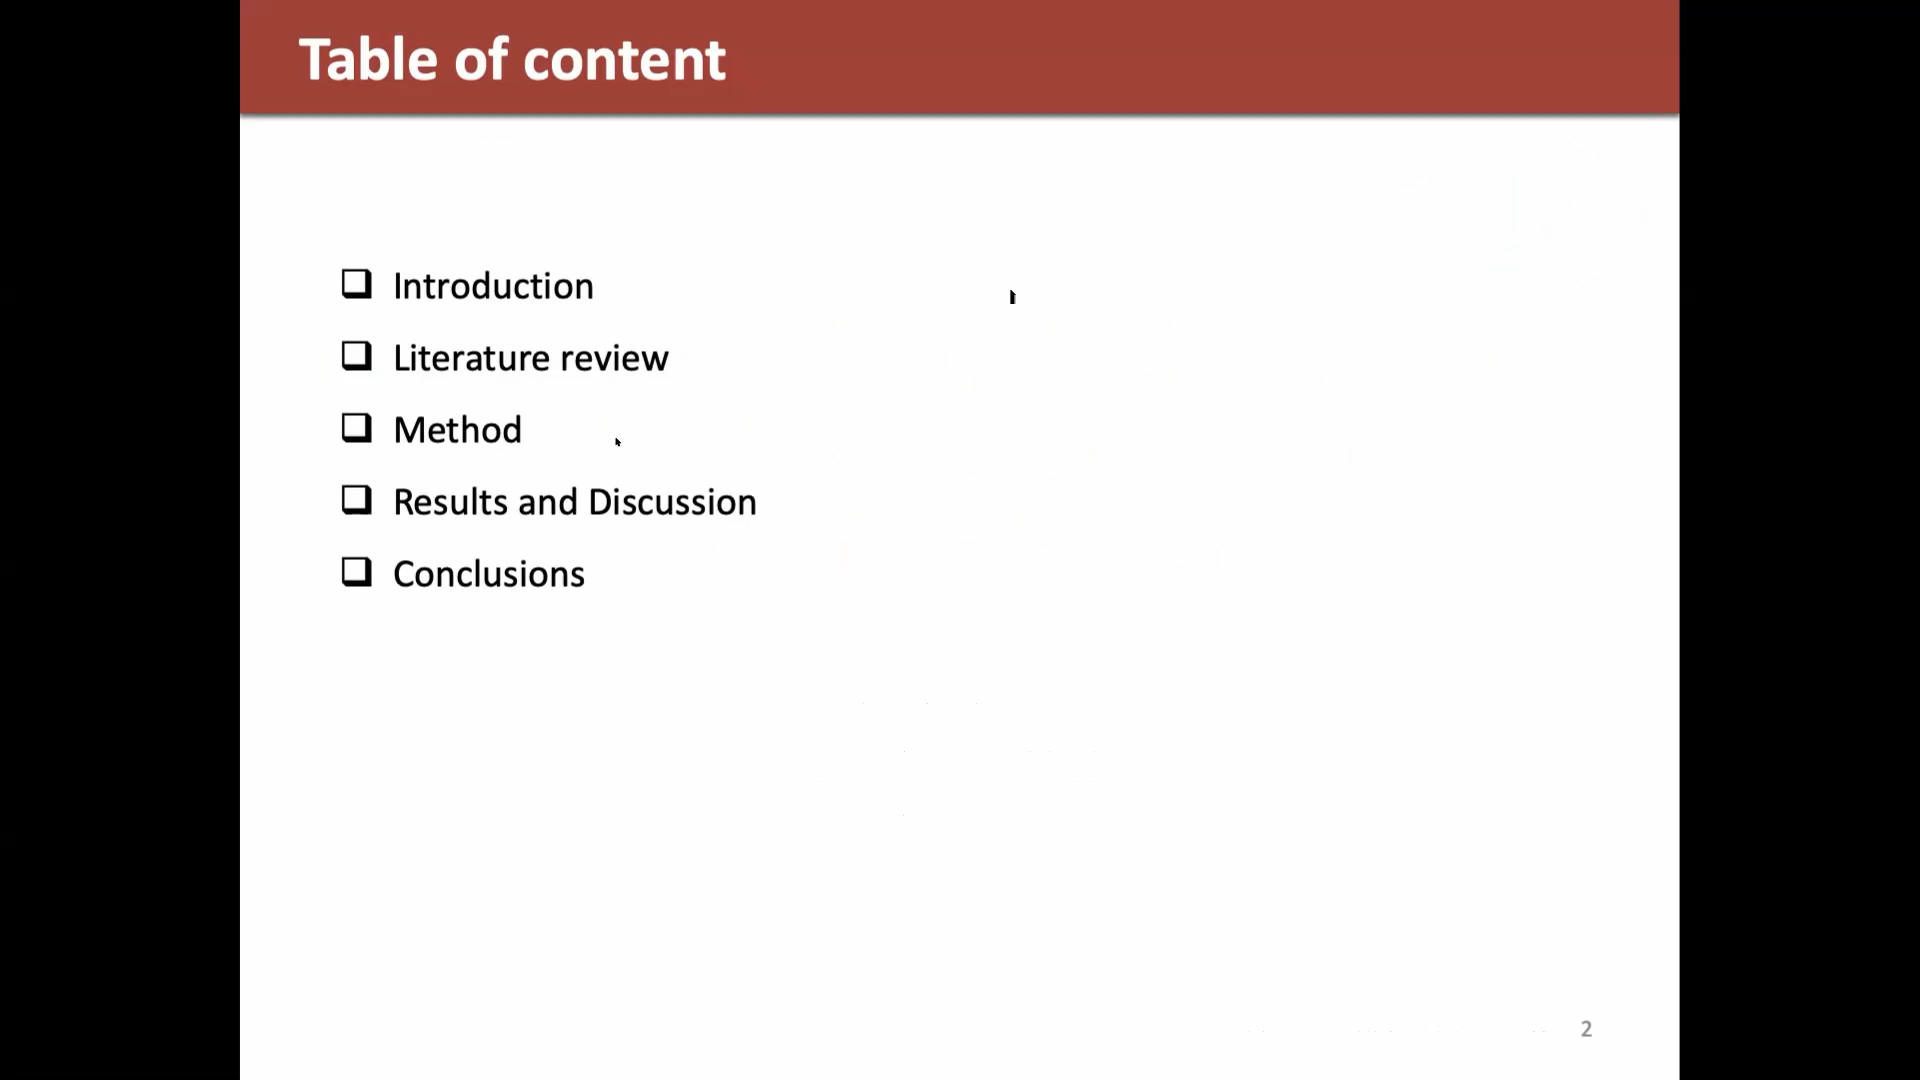 Table of content
Introduction
Literature review
Method
Results and Discussion
Conclusions
2